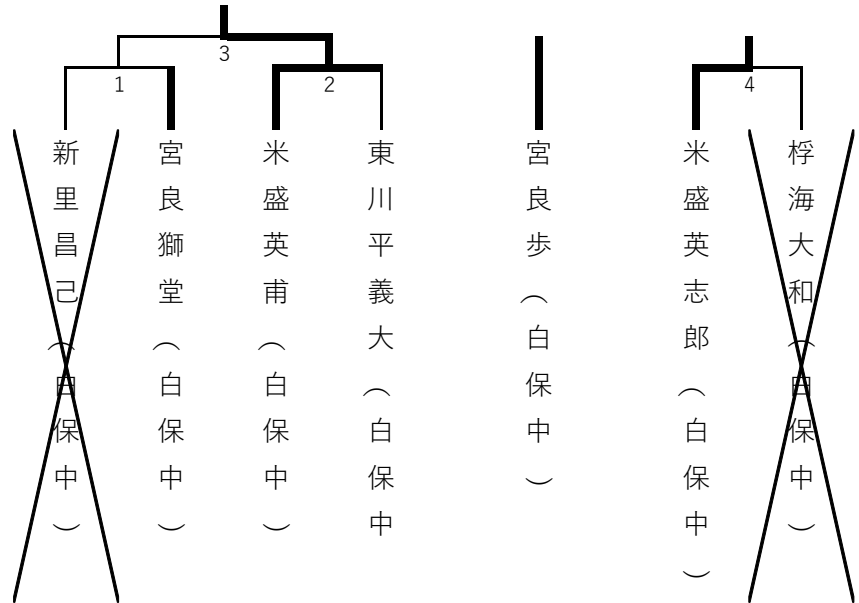 3
1
2
4
新里昌己(白保中)
宮良獅堂(白保中)
米盛英甫(白保中)
東川平義大(白保中
宮良歩(白保中)
米盛英志郎(白保中)
桴海大和(白保中)